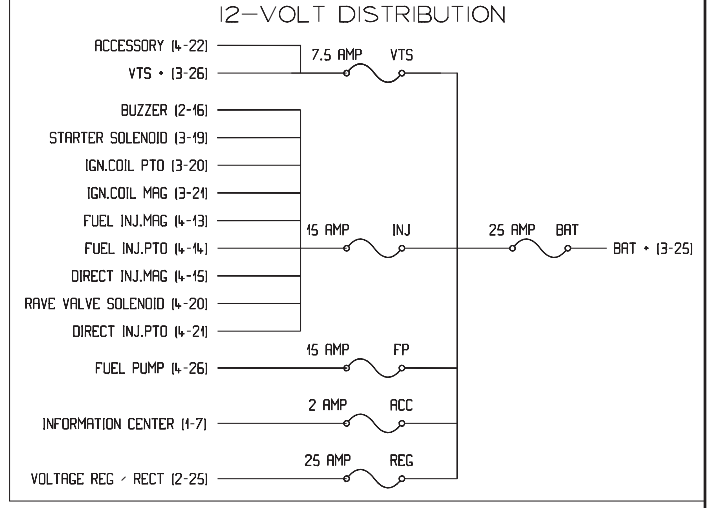 12-VOLT DISTRIBUTION
ACCESSORY (4-22)
7.5 AMP VTS
VTS + (3-26)
BUZZER (2-16)
STARTER SOLENOID (3-19)
IGN.COIL PTO (3-20)
IGN.COIL MAG (3-21)
FUEL INJ.MAG (4-13)
15 AMP INJ 25 AMP BAT
FUEL INJ.PTO (4-14) BAT + (3-25)
DIRECT INJ.MAG (4-15)
RAVE VALVE SOLENOID (4-20)
DIRECT INJ.PTO (4-21)
15 AMP FP
FUEL PUMP (4-26)
2 AMP ACC
INFORMATION CENTER (1-7)
25 AMP REG
VOLTAGE REG / RECT (2-25)